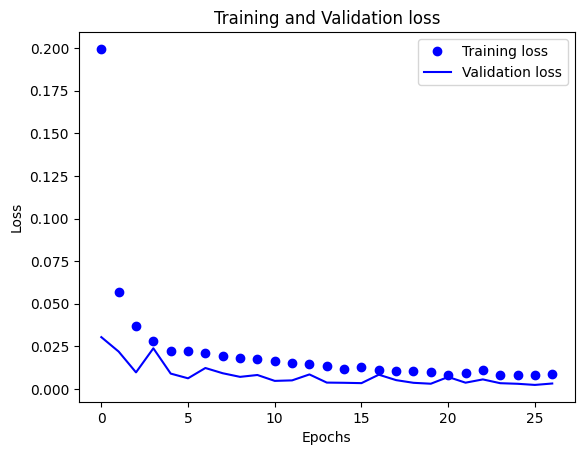 Training and Validation loss
Training loss
Validation loss
Loss
0.200
0.175
0.150
0.125
0.100
0.075
0.050
0.025
0.000
0 5 10 15 20 25
Epochs